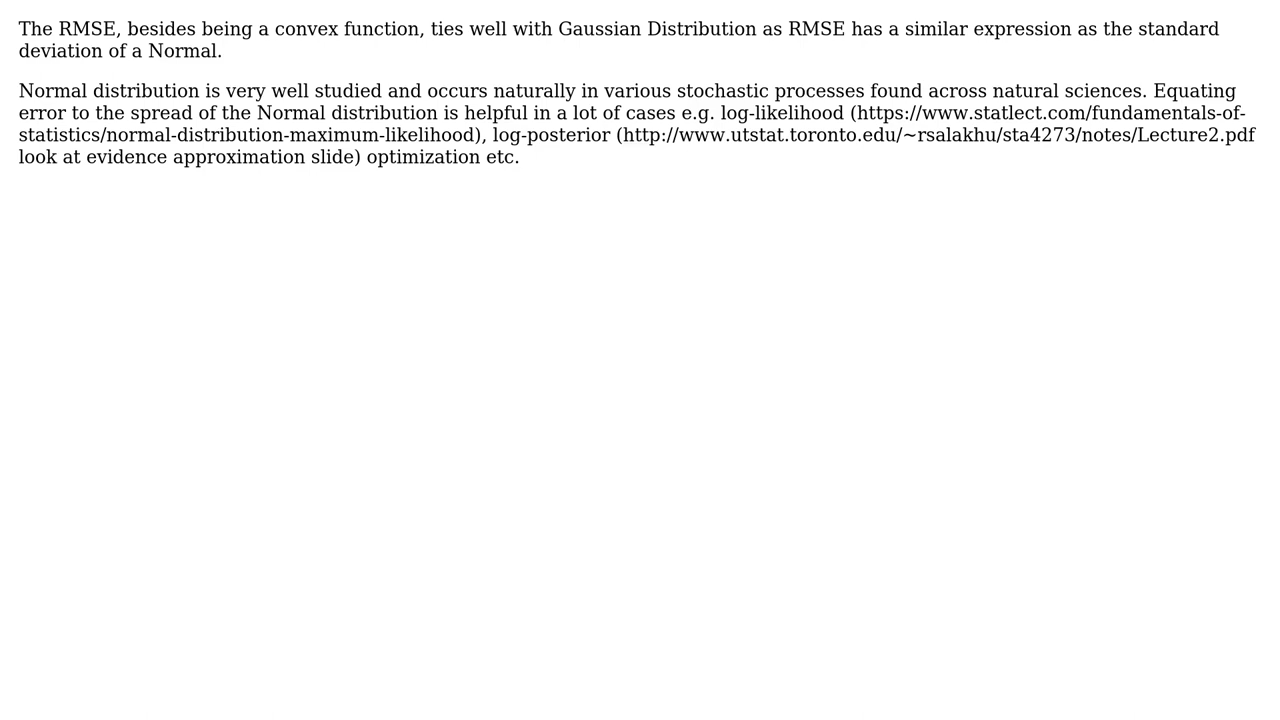 The RMSE, besides being a convex function, ties well with Gaussian Distribution as RMSE has a similar expression as the standard
deviation of a Normal.
Normal distribution is very well studied and occurs naturally in various stochastic processes found across natural sciences. Equating
error to the spread of the Normal distribution is helpful in a lot of cases e.g. log-likelihood (https://www.statlect.com/fundamentals-of-
statistics/normal-distribution-maximum-likelihood), log-posterior (http://www.utstat.toronto.edu/~rsalakhu/sta4273/notes/Lecture2.pdf
look at evidence approximation slide) optimization etc.